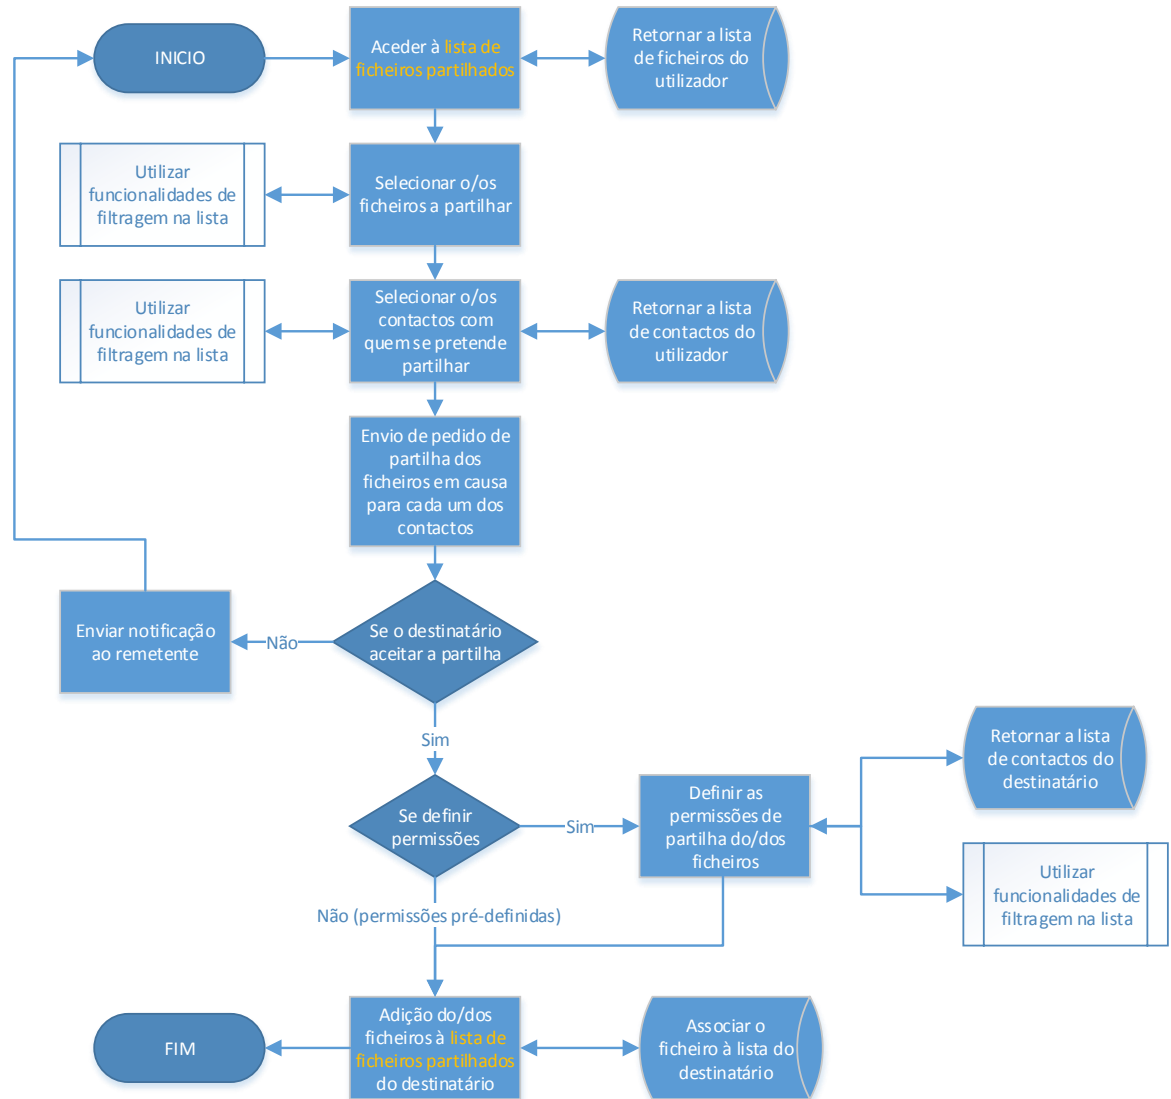 INICIO
Aceder à lista de
ficheiros partilhados
Retornar a lista
de ficheiros do
utilizador
Utilizar
funcionalidades de
filtragem na lista
Selecionar o/os
ficheiros a partilhar
Utilizar
funcionalidades de
filtragem na lista
Selecionar o/os
contactos com
quem se pretende
partilhar
Retornar a lista
de contactos do
utilizador
Envio de pedido de
partilha dos
ficheiros em causa
para cada um dos
contactos
Enviar notificação
ao remetente
Não
Se o destinatário
aceitar a partilha
Sim
Se definir
permissões
Sim
Definir as
permissões de
partilha do/dos
ficheiros
Retornar a lista
de contactos do
destinatário
Utilizar
funcionalidades de
filtragem na lista
Não (permissões pré-definidas)
FIM
Adição do/dos
ficheiros à lista de
ficheiros partilhados
do destinatário
Associar o
ficheiro à lista do
destinatário